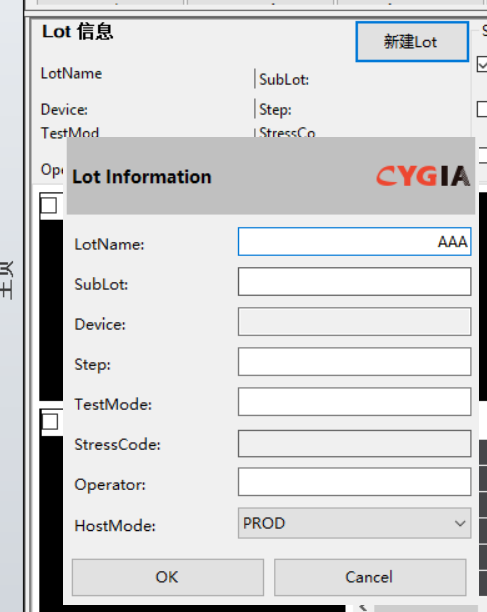 Lot 信息
新建Lot
LotName
SubLot:
Device:
Step:
TestMod
StressCo
Ope
Lot Information
CYGIA
LotName:
AAA
SubLot:
Device:
Step:
TestMode:
StressCode:
Operator:
HostMode:
PROD
OK
Cancel
主页